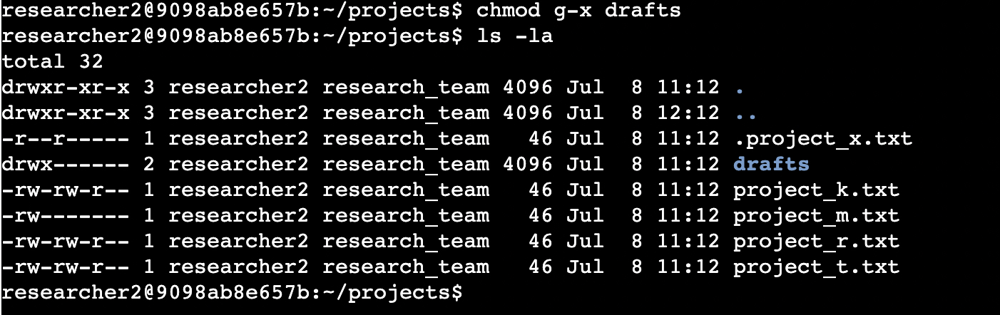 researcher2@9098ab8e657b:~/projects$ chmod g-x drafts
researcher2@9098ab8e657b:~/projects$ ls -la
total 32
drwxr-xr-x 3 researcher2 research_team 4096 Jul  8 11:12 .
drwxr-xr-x 3 researcher2 research_team 4096 Jul  8 12:12 ..
-r--r----- 1 researcher2 research_team   46 Jul  8 11:12 .project_x.txt
drwx------ 2 researcher2 research_team 4096 Jul  8 11:12 drafts
-rw-rw-r-- 1 researcher2 research_team   46 Jul  8 11:12 project_k.txt
-rw------- 1 researcher2 research_team   46 Jul  8 11:12 project_m.txt
-rw-rw-r-- 1 researcher2 research_team   46 Jul  8 11:12 project_r.txt
-rw-rw-r-- 1 researcher2 research_team   46 Jul  8 11:12 project_t.txt
researcher2@9098ab8e657b:~/projects$